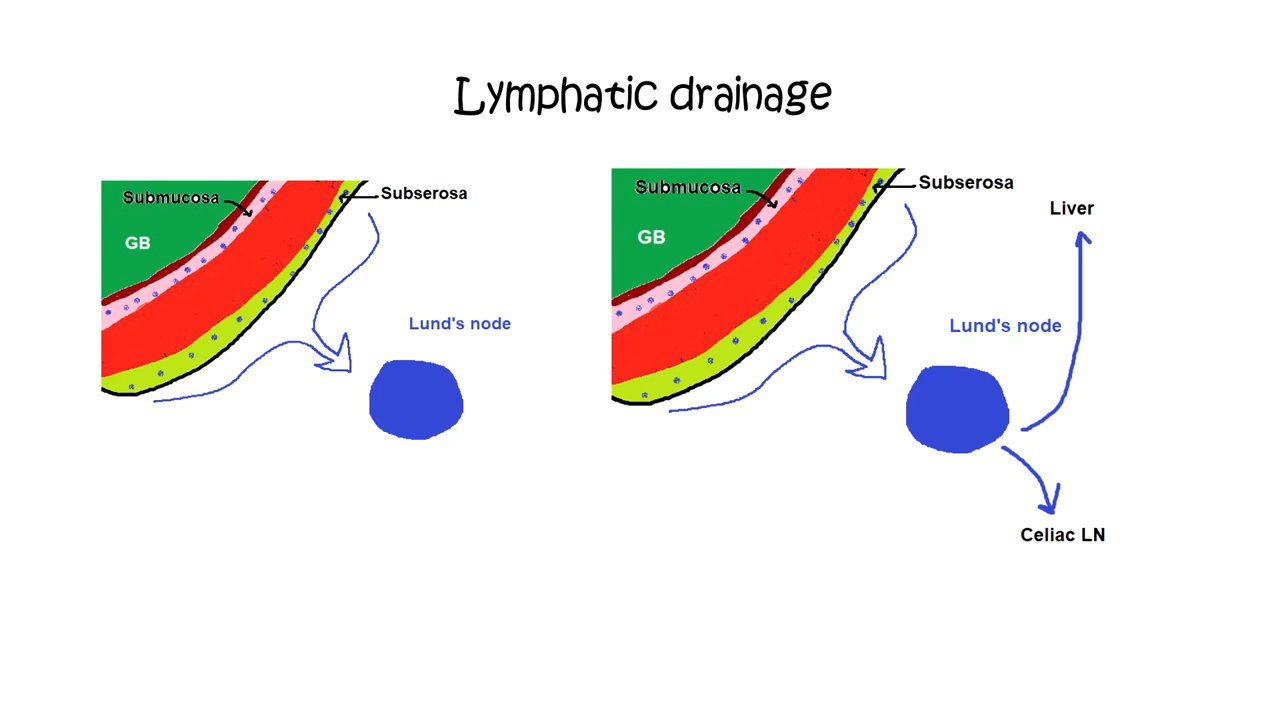 Lymphatic drainage
Submucosa
Subserosa
GB
Lund's node
Submucosa
Subserosa
Liver
GB
Lund's node
Celiac LN